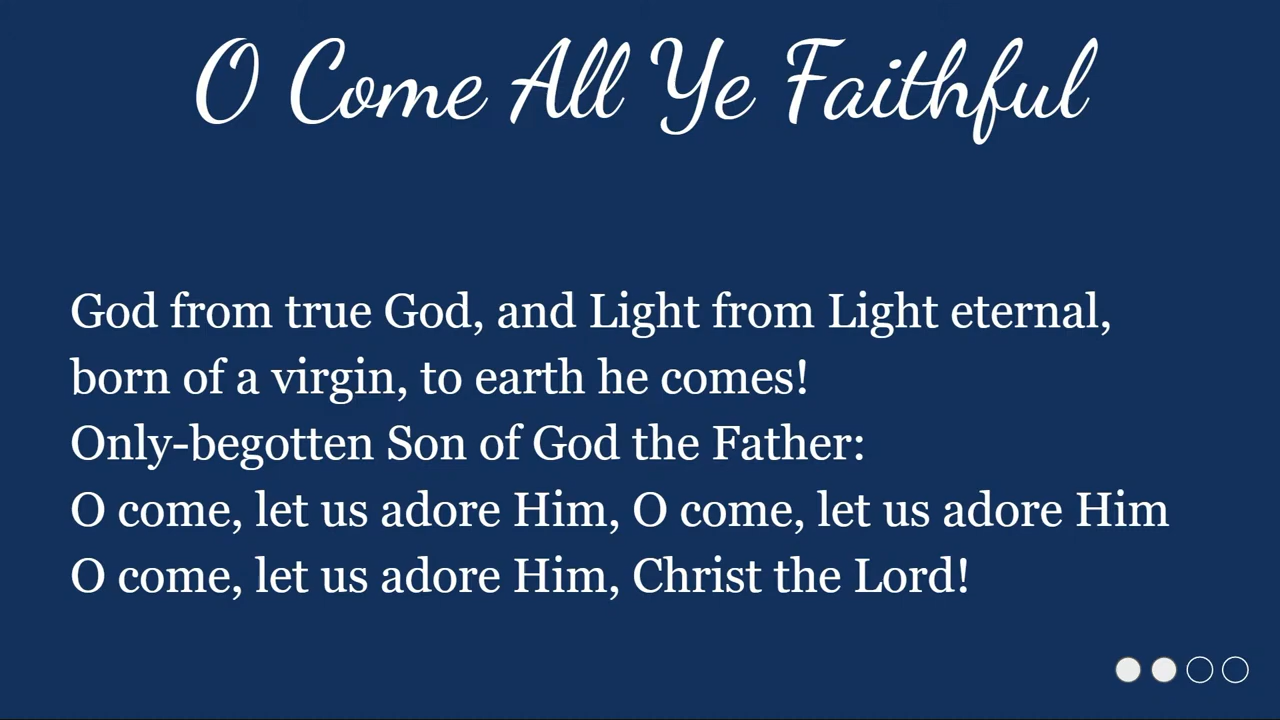 O Come All Ye Faithful
God from true God, and Light from Light eternal,
born of a virgin, to earth he comes!
Only-begotten Son of God the Father:
O come, let us adore Him, O come, let us adore Him
O come, let us adore Him, Christ the Lord!